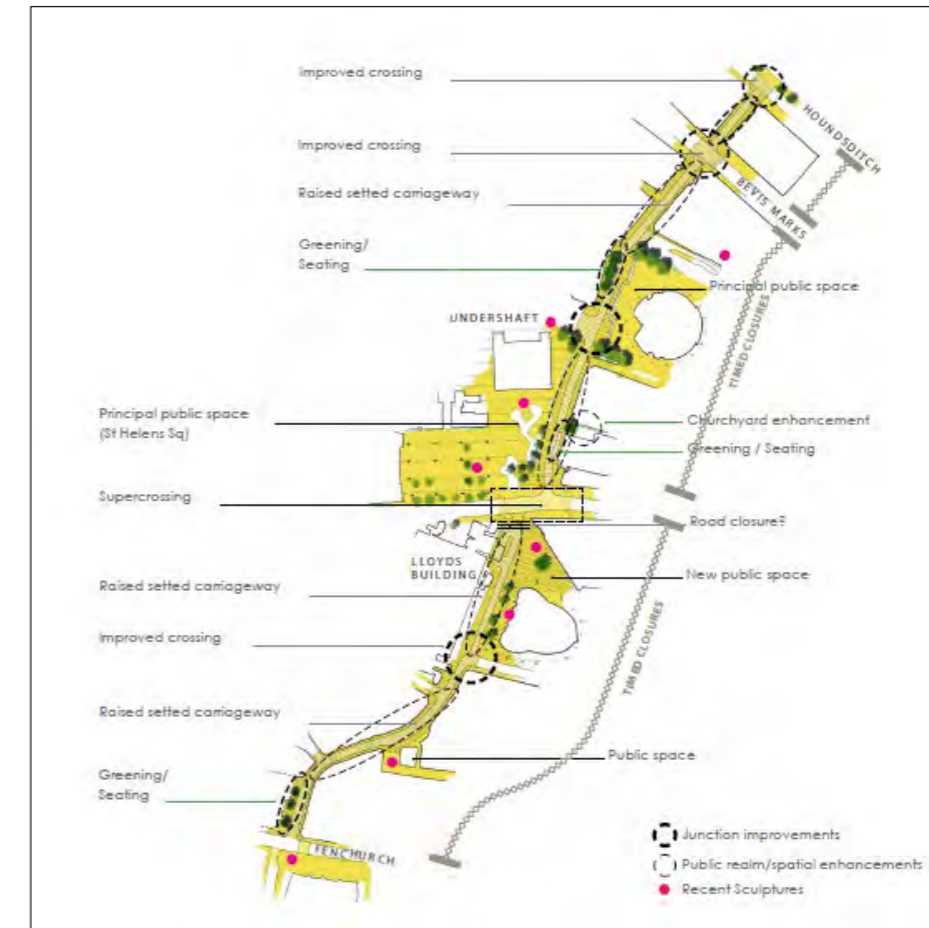 Improved crossing
HOUNDSDITCH
Improved crossing
BEVIS MARKS
Raised setted carriageway
Greening/
Seating
Principal public space
UNDERSHAFT
TIMED CLOSURES
Principal public space
(St Helens Sq)
Churchyard enhancement
Greening / Seating
Supercrossing
Road closure?
LLOYDS
BUILDING
New public space
Raised setted carriageway
Improved crossing
TIMED CLOSURES
Raised setted carriageway
Public space
Greening/
Seating
FENCHURCH
Junction improvements
Public realm/spatial enhancements
Recent Sculptures